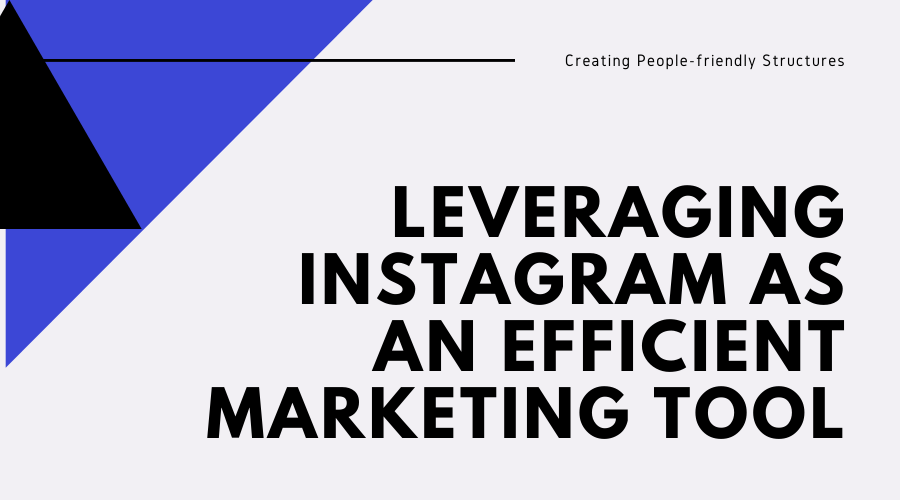 Creating People-friendly Structures
LEVERAGING
INSTAGRAM AS
AN EFFICIENT
MARKETING TOOL